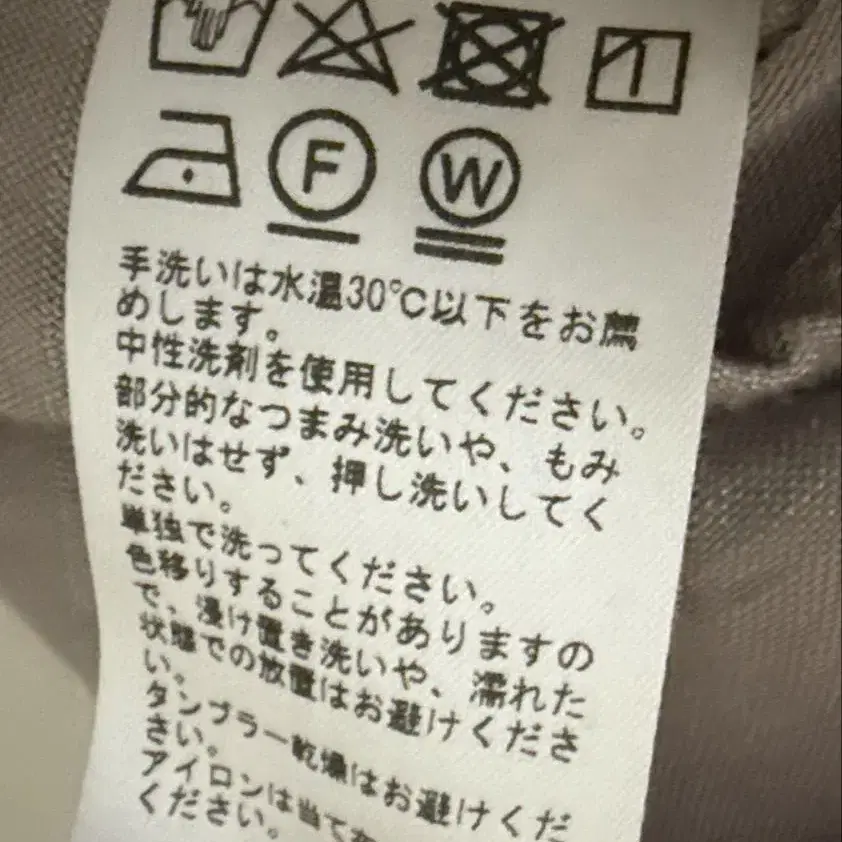 F W
手洗いは水温30℃以下をお薦
めします。
中性洗剤を使用してください。
部分的なつまみ洗いや、もみ
洗いはせず、押し洗いしてく
ださい。
単独で洗ってください。
色移りすることがありますの
で、浸け置き洗いや、濡れた
状態での放置はお避けくださ
い。
タンブラー乾燥はお避けくだ
さい。
アイロンは当て
ください。